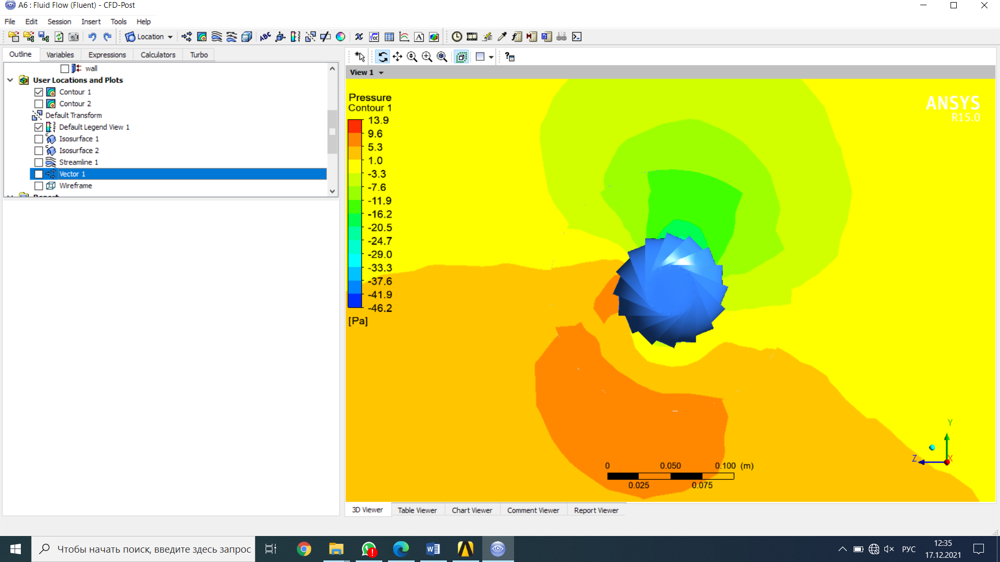 A6 : Fluid Flow (Fluent) - CFD-Post
File Edit Session Insert Tools Help
Location
Outline Variables Expressions Calculators Turbo
wall
User Locations and Plots
Contour 1
Contour 2
Default Transform
Default Legend View 1
Isosurface 1
Isosurface 2
Streamline 1
Vector 1
Wireframe
Report
View 1
Pressure
Contour 1
13.9
9.6
5.3
1.0
-3.3
-7.6
-11.9
-16.2
-20.5
-24.7
-29.0
-33.3
-37.6
-41.9
-46.2
[Pa]
ANSYS
R15.0
Y
Z X
0 0.050 0.100 (m)
0.025 0.075
3D Viewer Table Viewer Chart Viewer Comment Viewer Report Viewer
Чтобы начать поиск, введите здесь запрос
РУС
12:35
17.12.2021